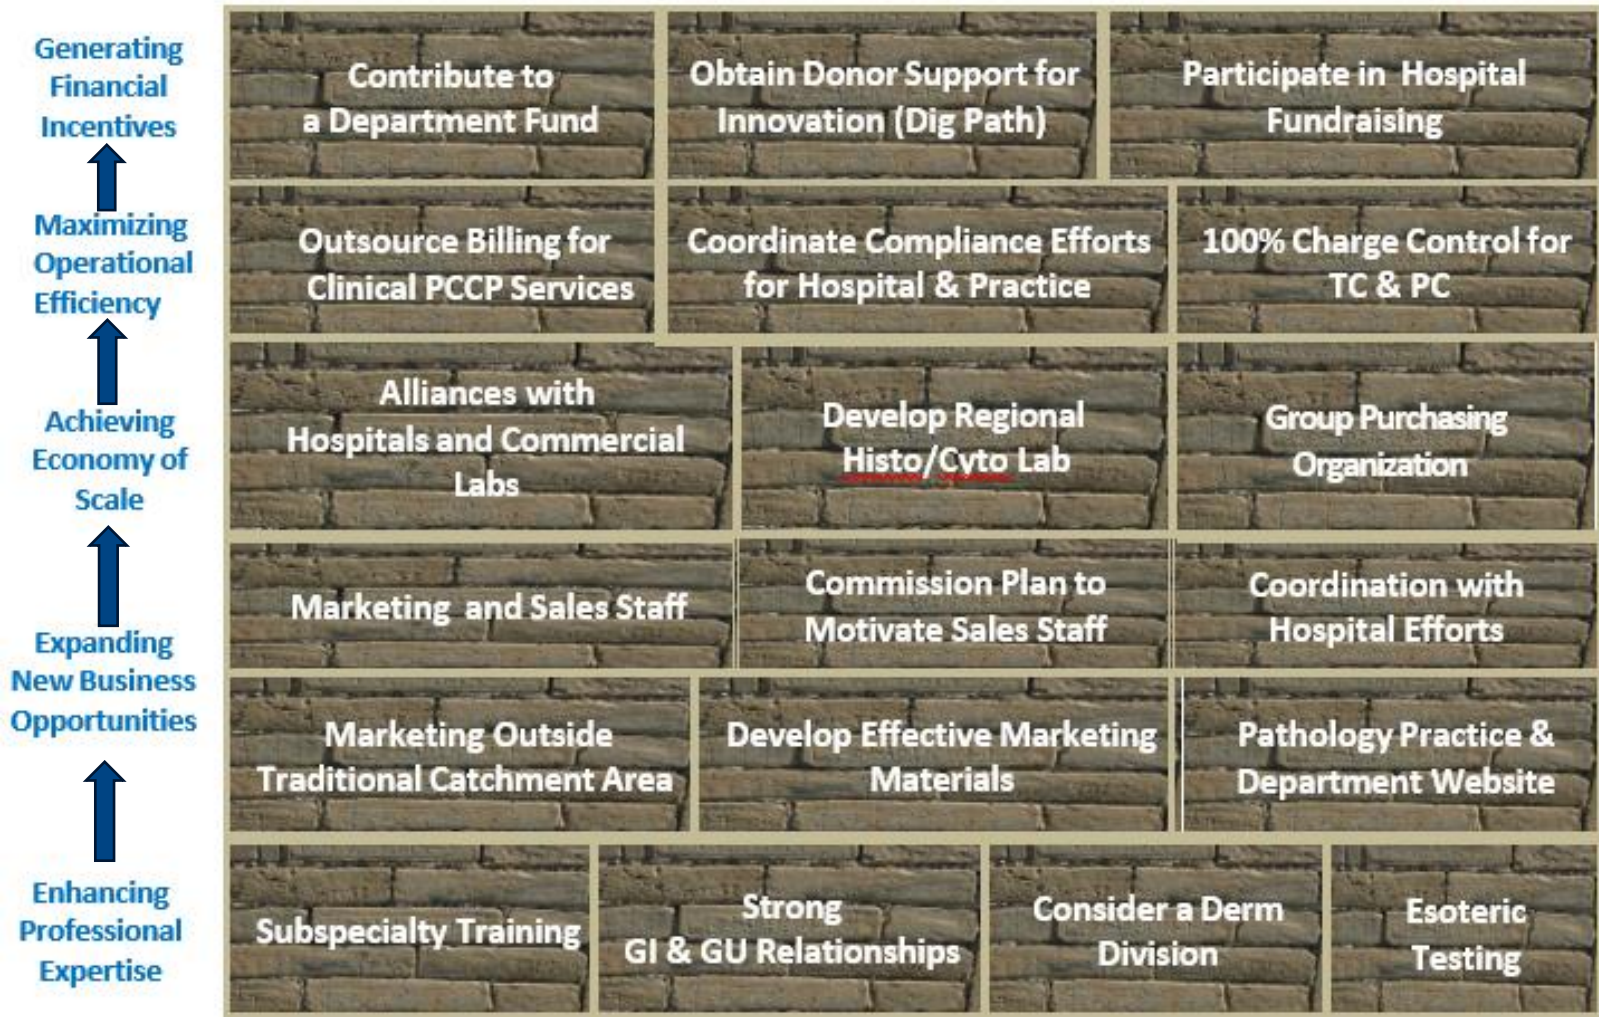 Generating
Financial
Incentives
Contribute to
a Department Fund
Obtain Donor Support for
Innovation (Dig Path)
Participate in Hospital
Fundraising
Maximizing
Operational
Efficiency
Outsource Billing for
Clinical PCCP Services
Coordinate Compliance Efforts
for Hospital & Practice
100% Charge Control for
TC & PC
Achieving
Economy of
Scale
Alliances with
Hospitals and Commercial
Labs
Develop Regional
Histo/Cyto Lab
Group Purchasing
Organization
Expanding
New Business
Opportunities
Marketing and Sales Staff
Commission Plan to
Motivate Sales Staff
Coordination with
Hospital Efforts
Marketing Outside
Traditional Catchment Area
Develop Effective Marketing
Materials
Pathology Practice &
Department Website
Enhancing
Professional
Expertise
Subspecialty Training
Strong
GI & GU Relationships
Consider a Derm
Division
Esoteric
Testing